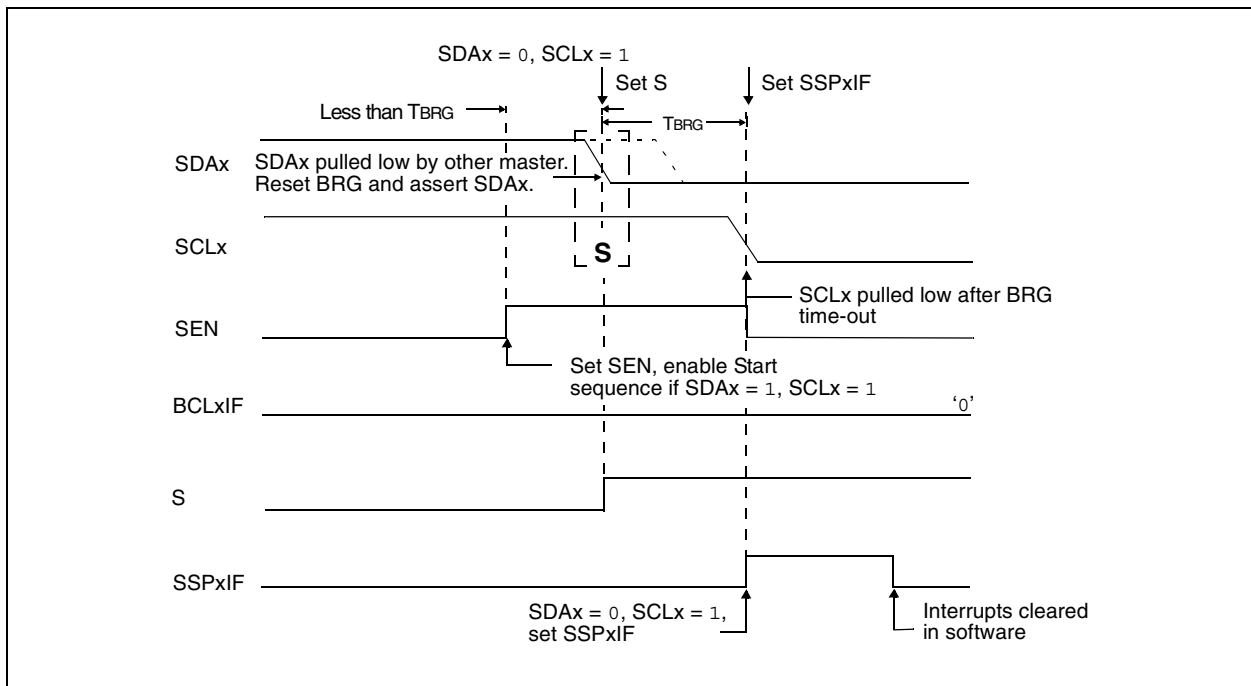 SDAx = 0, SCLx = 1
Set S
Set SSPxIF
Less than TBRG
TBRG
SDAx
SDAx pulled low by other master.
Reset BRG and assert SDAx.
SCLx
S
SCLx pulled low after BRG
time-out
SEN
Set SEN, enable Start
sequence if SDAx = 1, SCLx = 1
BCLxIF
‘0’
S
SSPxIF
SDAx = 0, SCLx = 1,
set SSPxIF
Interrupts cleared
in software